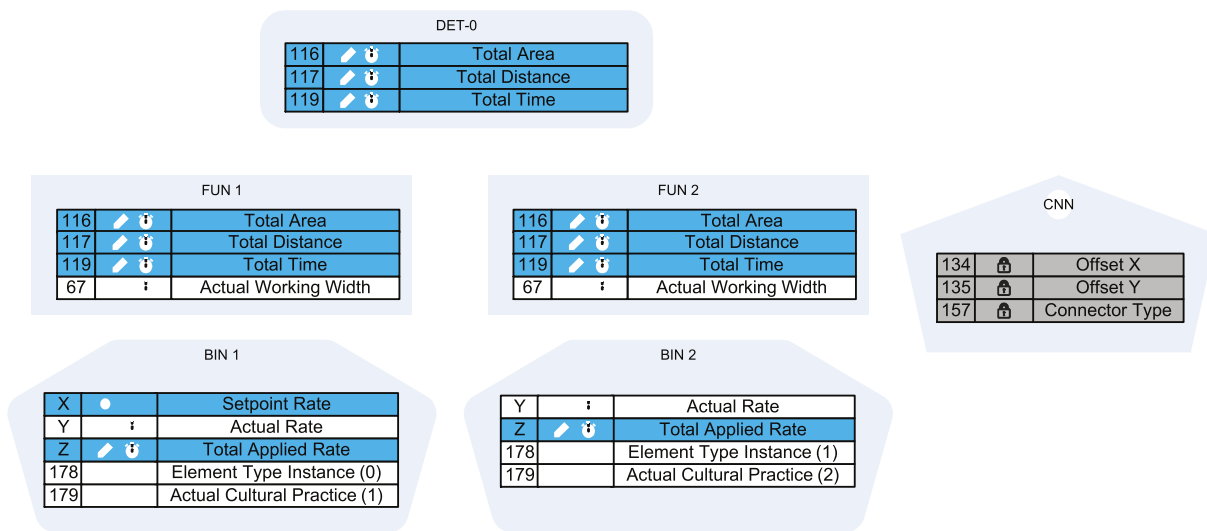 DET-0
116 Total Area
117 Total Distance
119 Total Time
FUN 1
116 Total Area
117 Total Distance
119 Total Time
67 Actual Working Width
FUN 2
116 Total Area
117 Total Distance
119 Total Time
67 Actual Working Width
CNN
134 Offset X
135 Offset Y
157 Connector Type
BIN 1
X Setpoint Rate
Y Actual Rate
Z Total Applied Rate
178 Element Type Instance (0)
179 Actual Cultural Practice (1)
BIN 2
Y Actual Rate
Z Total Applied Rate
178 Element Type Instance (1)
179 Actual Cultural Practice (2)